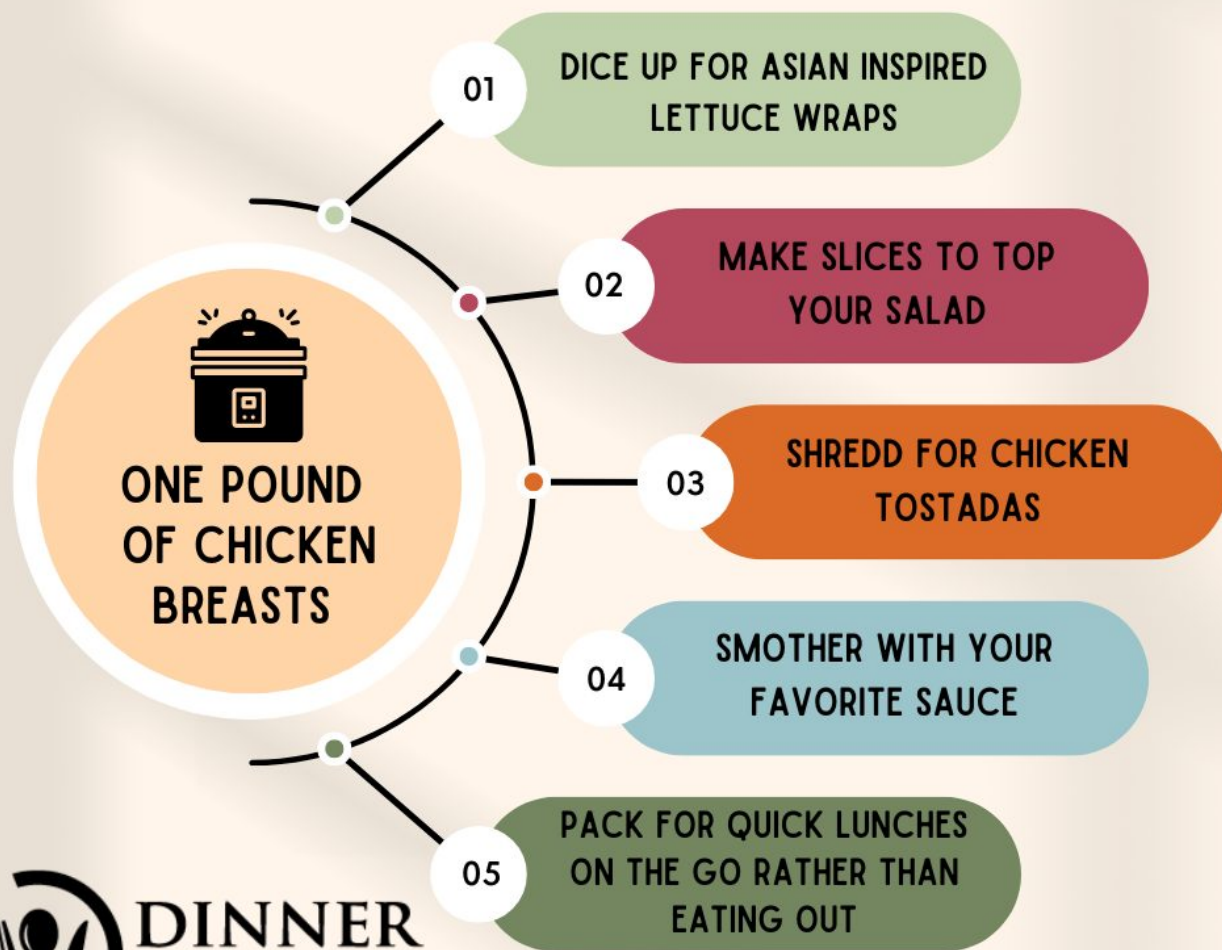 01
DICE UP FOR ASIAN INSPIRED
LETTUCE WRAPS
02
MAKE SLICES TO TOP
YOUR SALAD
ONE POUND
OF CHICKEN
BREASTS
03
SHREDD FOR CHICKEN
TOSTADAS
04
SMOTHER WITH YOUR
FAVORITE SAUCE
05
PACK FOR QUICK LUNCHES
ON THE GO RATHER THAN
EATING OUT
DINNER